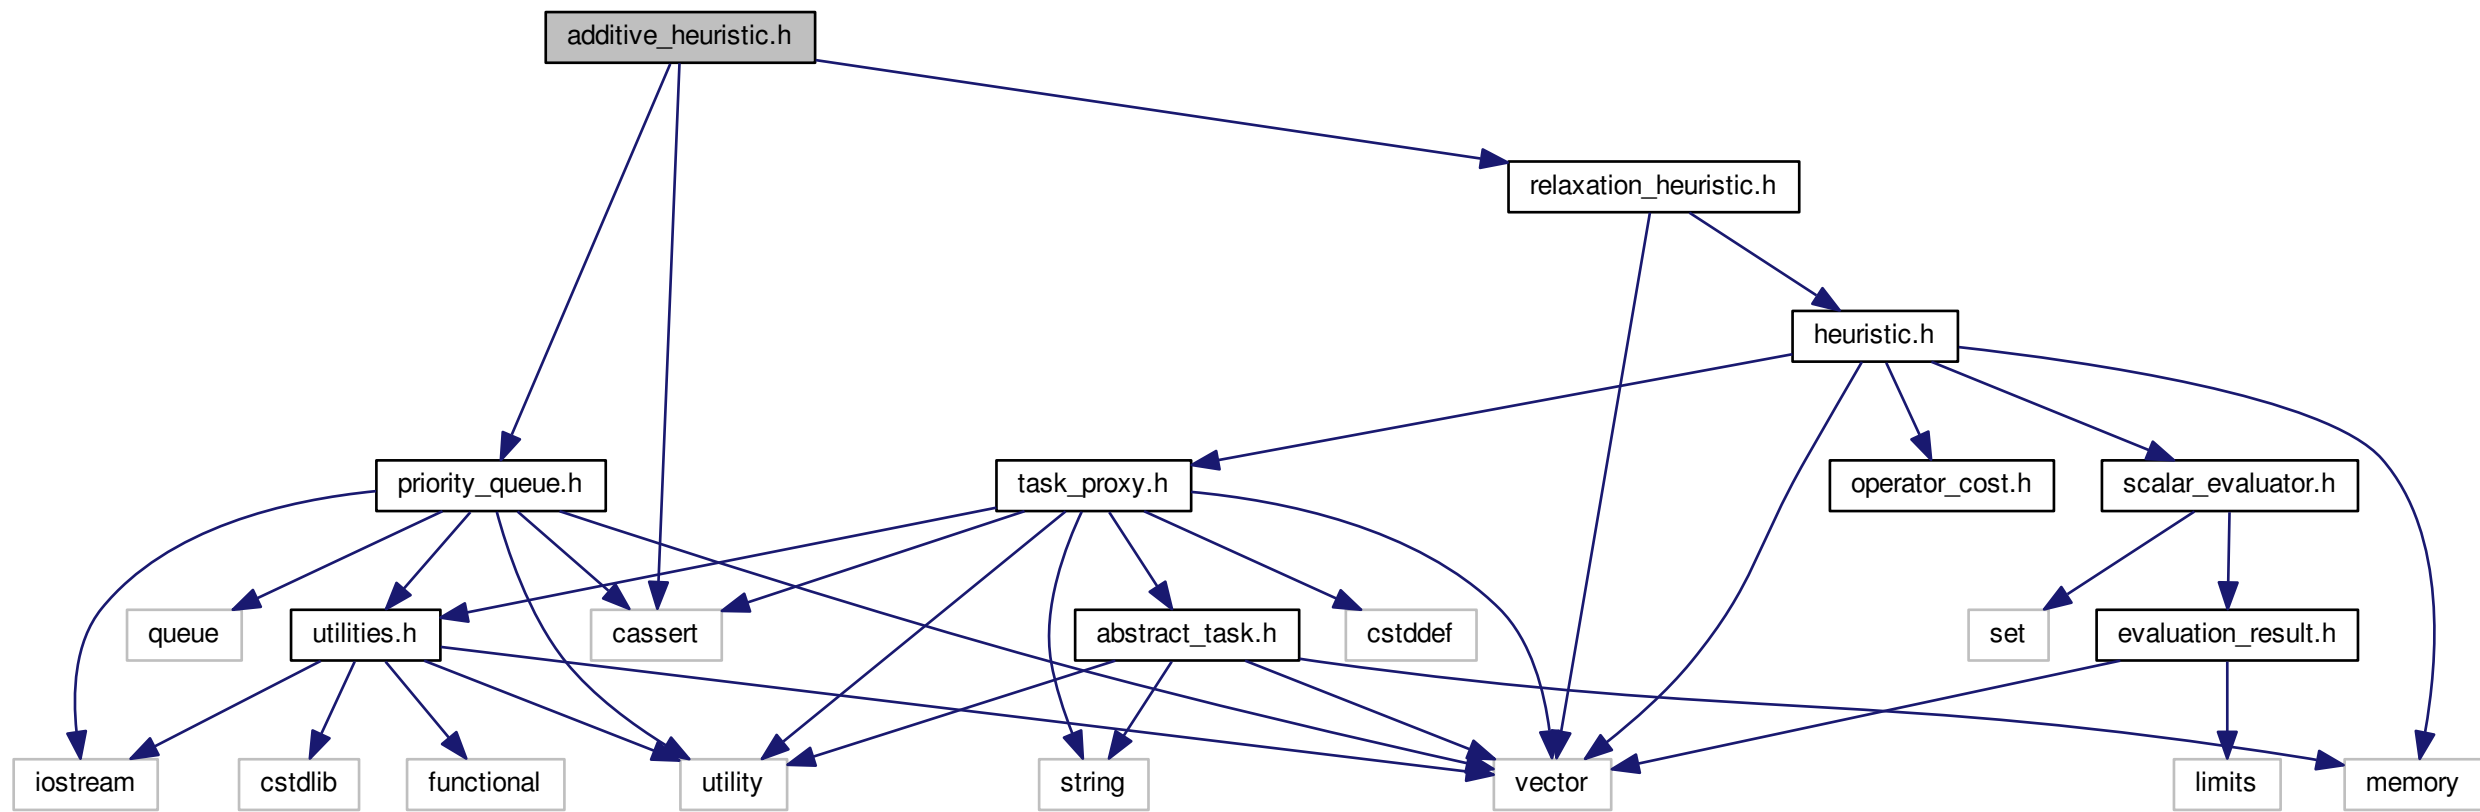 additive_heuristic.h
relaxation_heuristic.h
heuristic.h
priority_queue.h
task_proxy.h
operator_cost.h
scalar_evaluator.h
queue
utilities.h
cassert
abstract_task.h
cstddef
set
evaluation_result.h
iostream
cstdlib
functional
utility
string
vector
limits
memory